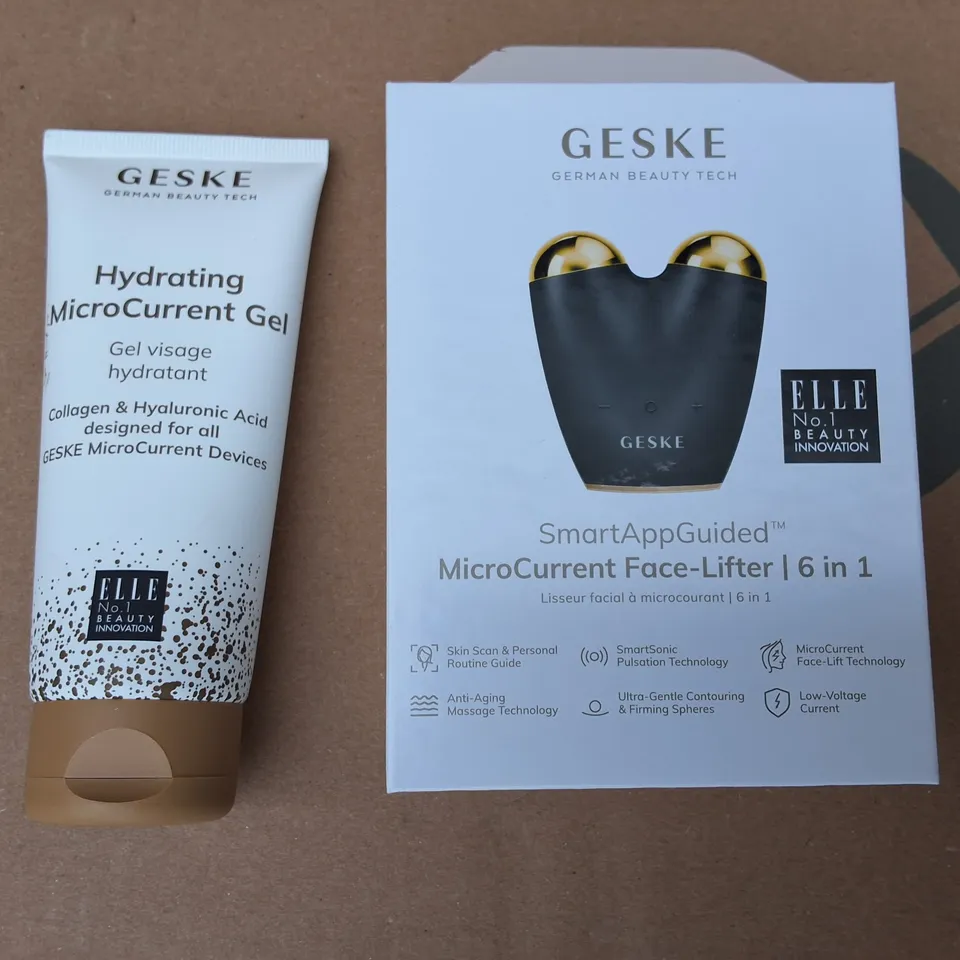 GESKE
GERMAN BEAUTY TECH
Hydrating
MicroCurrent Gel
Gel visage
hydratant
Collagen & Hyaluronic Acid
designed for all
GESKE MicroCurrent Devices
ELLE
No.1
BEAUTY
INNOVATION
GESKE
GERMAN BEAUTY TECH
GESKE
ELLE
No.1
BEAUTY
INNOVATION
SmartAppGuided™
MicroCurrent Face-Lifter | 6 in 1
Lisseur facial à microcourant | 6 in 1
Skin Scan & Personal
Routine Guide
SmartSonic
Pulsation Technology
MicroCurrent
Face-Lift Technology
Anti-Aging
Massage Technology
Ultra-Gentle Contouring
& Firming Spheres
Low-Voltage
Current